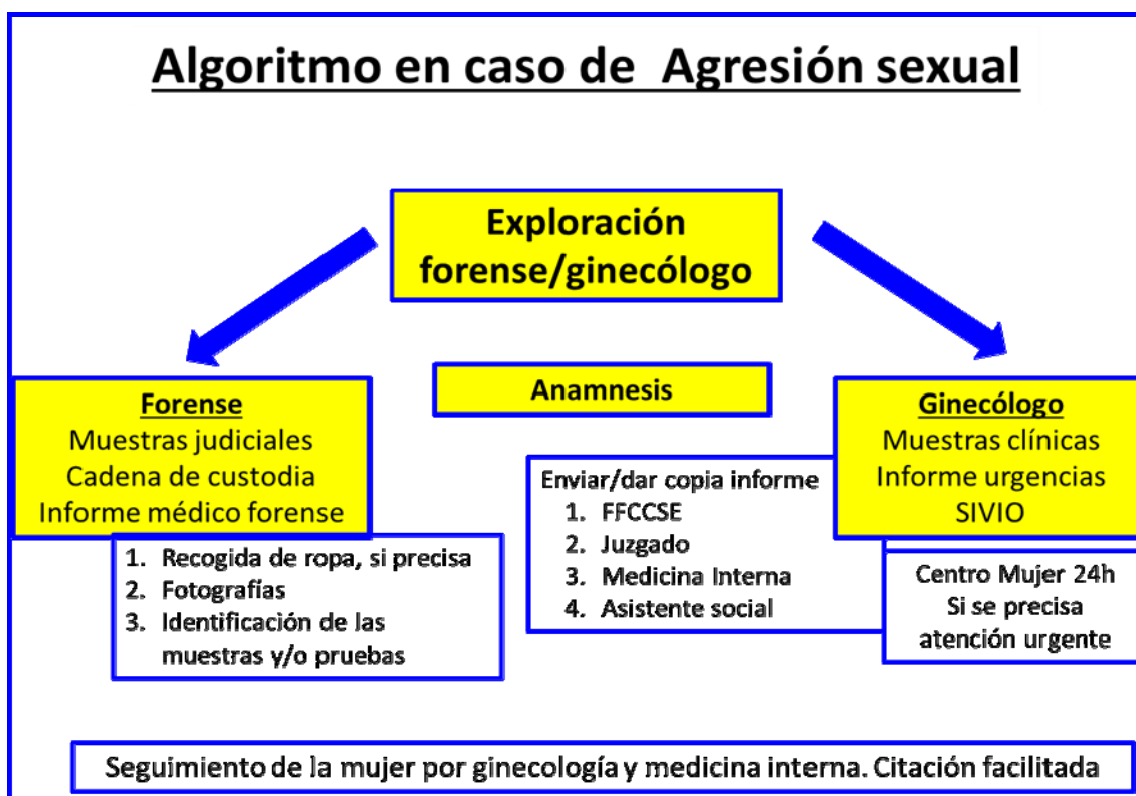 Algoritmo en caso de Agresión sexual
Exploración
forense/ginecólogo
Anamnesis
Forense
Muestras judiciales
Cadena de custodia
Informe médico forense
1. Recogida de ropa, si precisa
2. Fotografías
3. Identificación de las
muestras y/o pruebas
Enviar/dar copia informe
1. FFCCSE
2. Juzgado
3. Medicina Interna
4. Asistente social
Ginecólogo
Muestras clínicas
Informe urgencias
SIVIO
Centro Mujer 24h
Si se precisa
atención urgente
Seguimiento de la mujer por ginecología y medicina interna. Citación facilitada